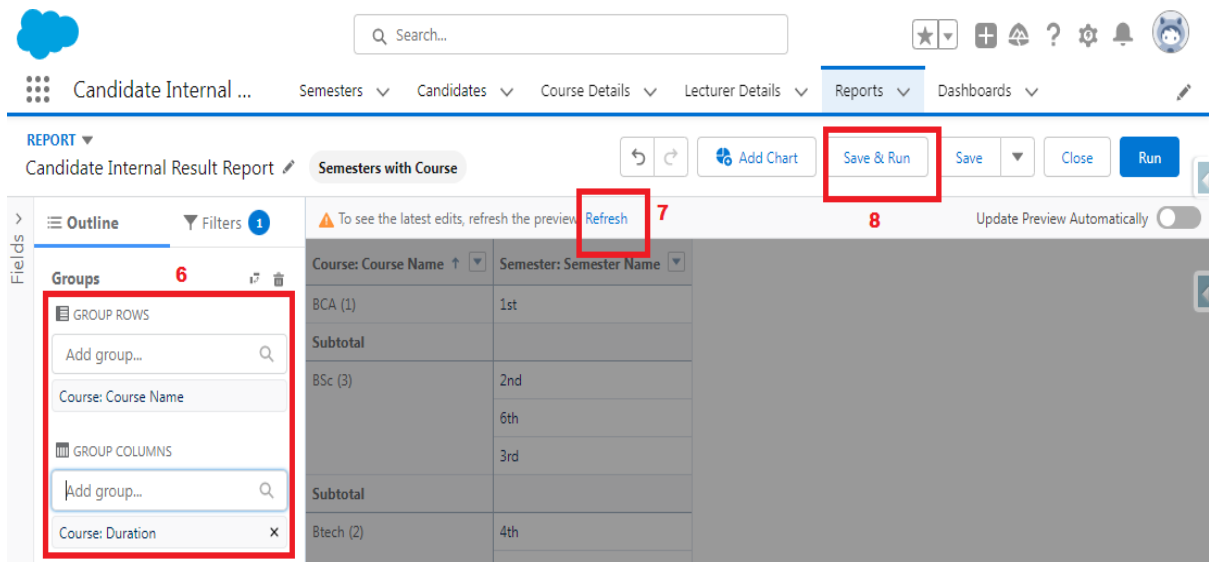 Search...
Candidate Internal ... Semesters Candidates Course Details Lecturer Details Reports Dashboards
REPORT
Candidate Internal Result Report Semesters with Course Add Chart Save & Run Save Close Run
Fields Outline Filters 1 To see the latest edits, refresh the preview Refresh 7 8 Update Preview Automatically
Groups 6 Course: Course Name Semester: Semester Name
GROUP ROWS BCA (1) 1st
Add group... Subtotal
Course: Course Name BSc (3) 2nd
6th
GROUP COLUMNS 3rd
Add group... Subtotal
Course: Duration Btech (2) 4th